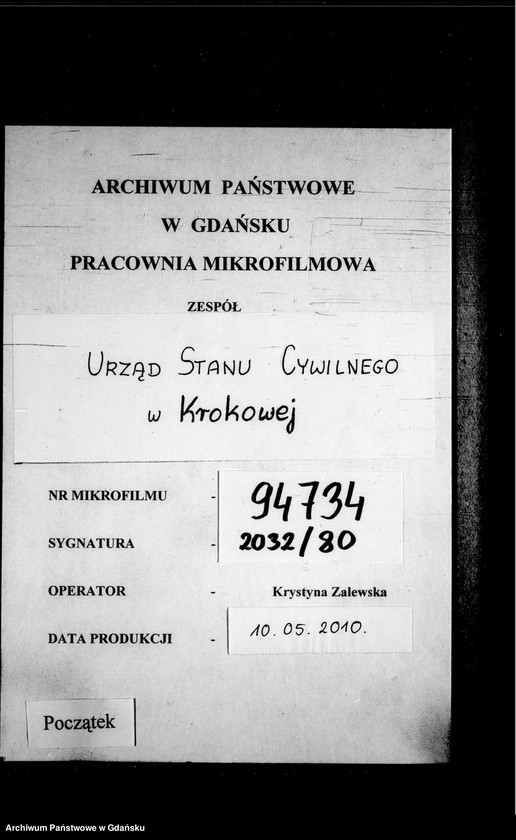 ARCHIWUM PAŃSTWOWE
W GDAŃSKU
PRACOWNIA MIKROFILMOWA
ZESPÓŁ
URZĄD STANU CYWILNEGO
w Krokowej
NR MIKROFILMU - 94734
SYGNATURA - 2032/80
OPERATOR - Krystyna Zalewska
DATA PRODUKCJI - 10.05.2010.
Początek
Archiwum Państwowe w Gdańsku